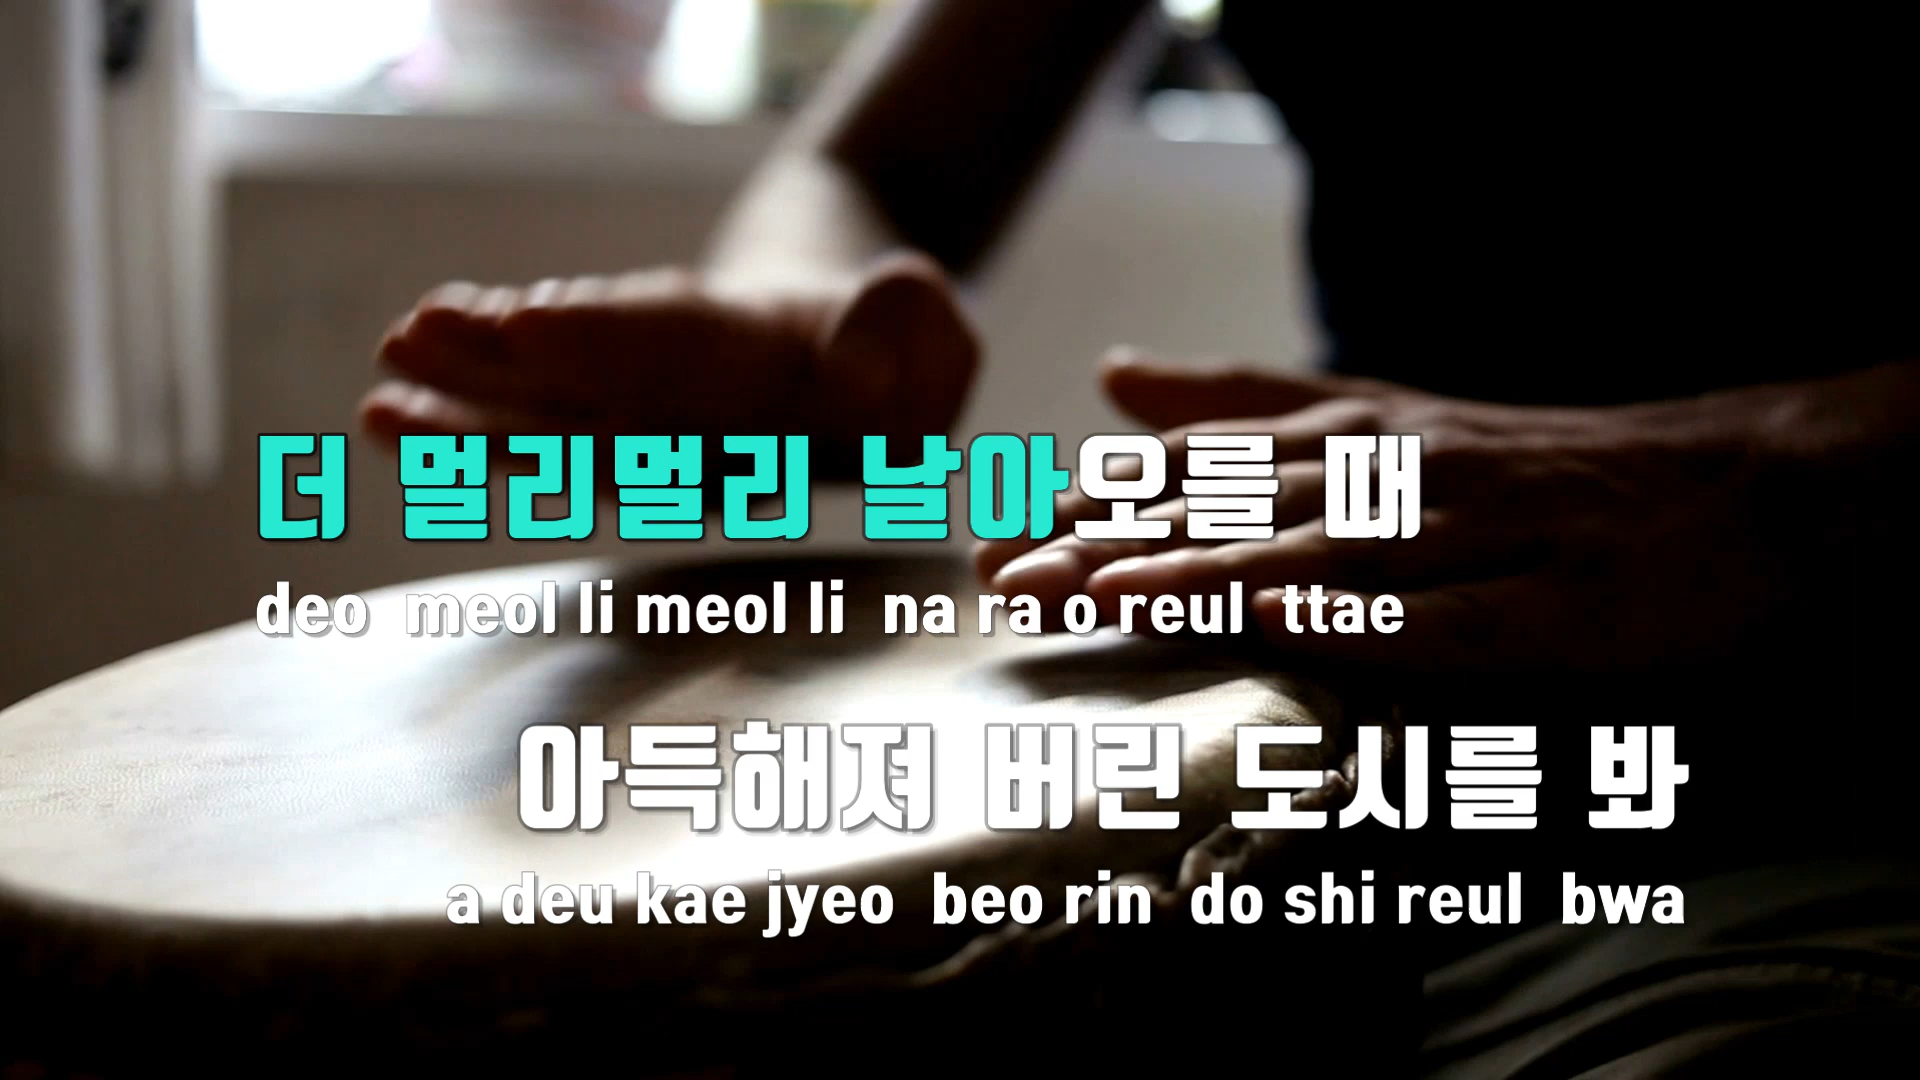 더 멀리멀리 날아오를 때
deo meol li meol li na ra o reul ttae
아득해져 버린 도시를 봐
a deu kae jyeo beo rin do shi reul bwa